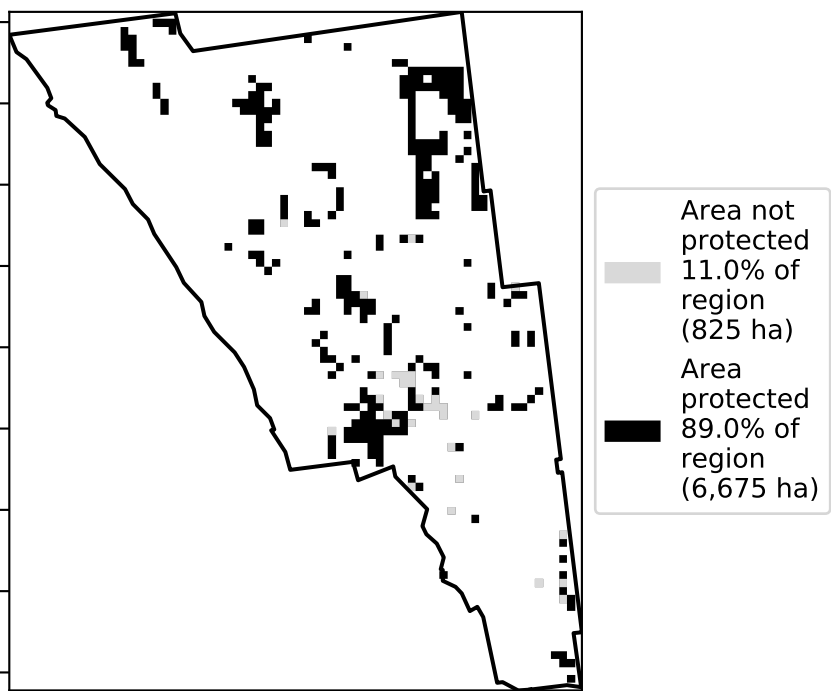 Area not
protected
11.0% of
region
(825 ha)
Area
protected
89.0% of
region
(6,675 ha)